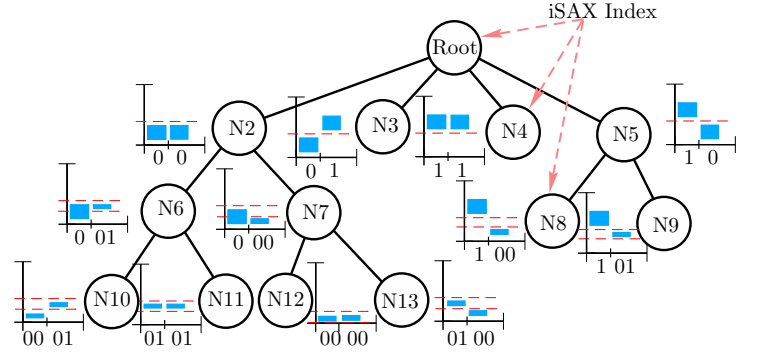 iSAX Index
Root
N2 N3 N4 N5
0 0
0 1
1 1
1 0
N6 N7 N8 N9
0 01
0 00
1 00
1 01
N10 N11 N12 N13
00 01
01 01
00 00
01 00